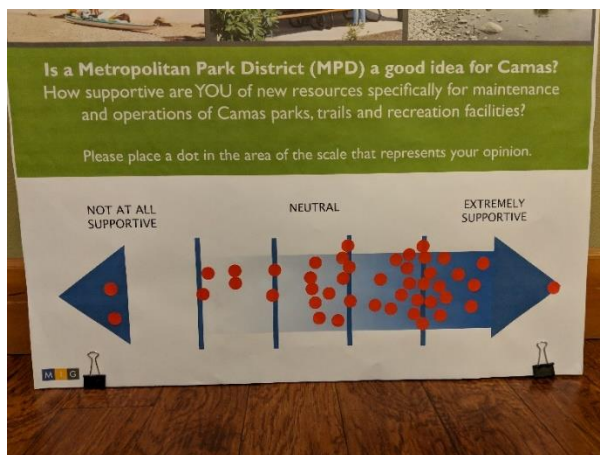 Is a Metropolitan Park District (MPD) a good idea for Camas?
How supportive are YOU of new resources specifically for maintenance
and operations of Camas parks, trails and recreation facilities?
Please place a dot in the area of the scale that represents your opinion.
NOT AT ALL
SUPPORTIVE
NEUTRAL
EXTREMELY
SUPPORTIVE
MIG